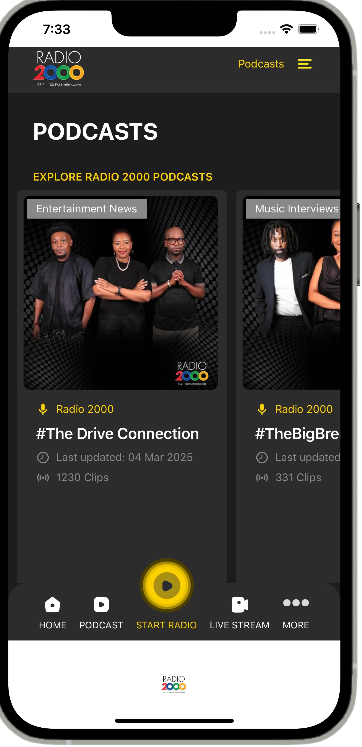 7:33
RADIO
2000
Podcasts
PODCASTS
EXPLORE RADIO 2000 PODCASTS
Entertainment News
Music Interviews
RADIO
2000
Radio 2000
Radio 2000
#The Drive Connection
#TheBigBre
Last updated: 04 Mar 2025
Last updated
1230 Clips
331 Clips
HOME
PODCAST
START RADIO
LIVE STREAM
MORE
RADIO
2000